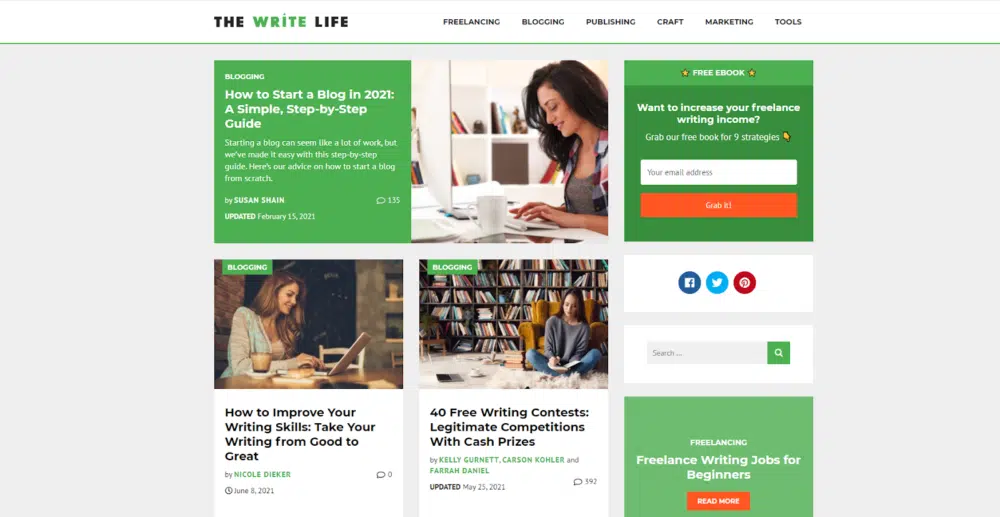 THE WRITE LIFE
FREELANCING
BLOGGING
PUBLISHING
CRAFT
MARKETING
TOOLS
BLOGGING
How to Start a Blog in 2021:
A Simple, Step-by-Step
Guide
Starting a blog can seem like a lot of work, but
we've made it easy with this step-by-step
guide. Here's our advice on how to start a blog
from scratch.
by SUSAN SHAIN
135
UPDATED February 15, 2021
FREE EBOOK
Want to increase your freelance
writing income?
Grab our free book for 9 strategies
Your email address
Grab It!
BLOGGING
How to Improve Your
Writing Skills: Take Your
Writing from Good to
Great
by NICOLE DIEKER
0
June 8, 2021
BLOGGING
40 Free Writing Contests:
Legitimate Competitions
With Cash Prizes
by KELLY GURNETT, CARSON KOHLER and
FARRAH DANIEL
392
UPDATED May 25, 2021
Search ...
FREELANCING
Freelance Writing Jobs for
Beginners
READ MORE